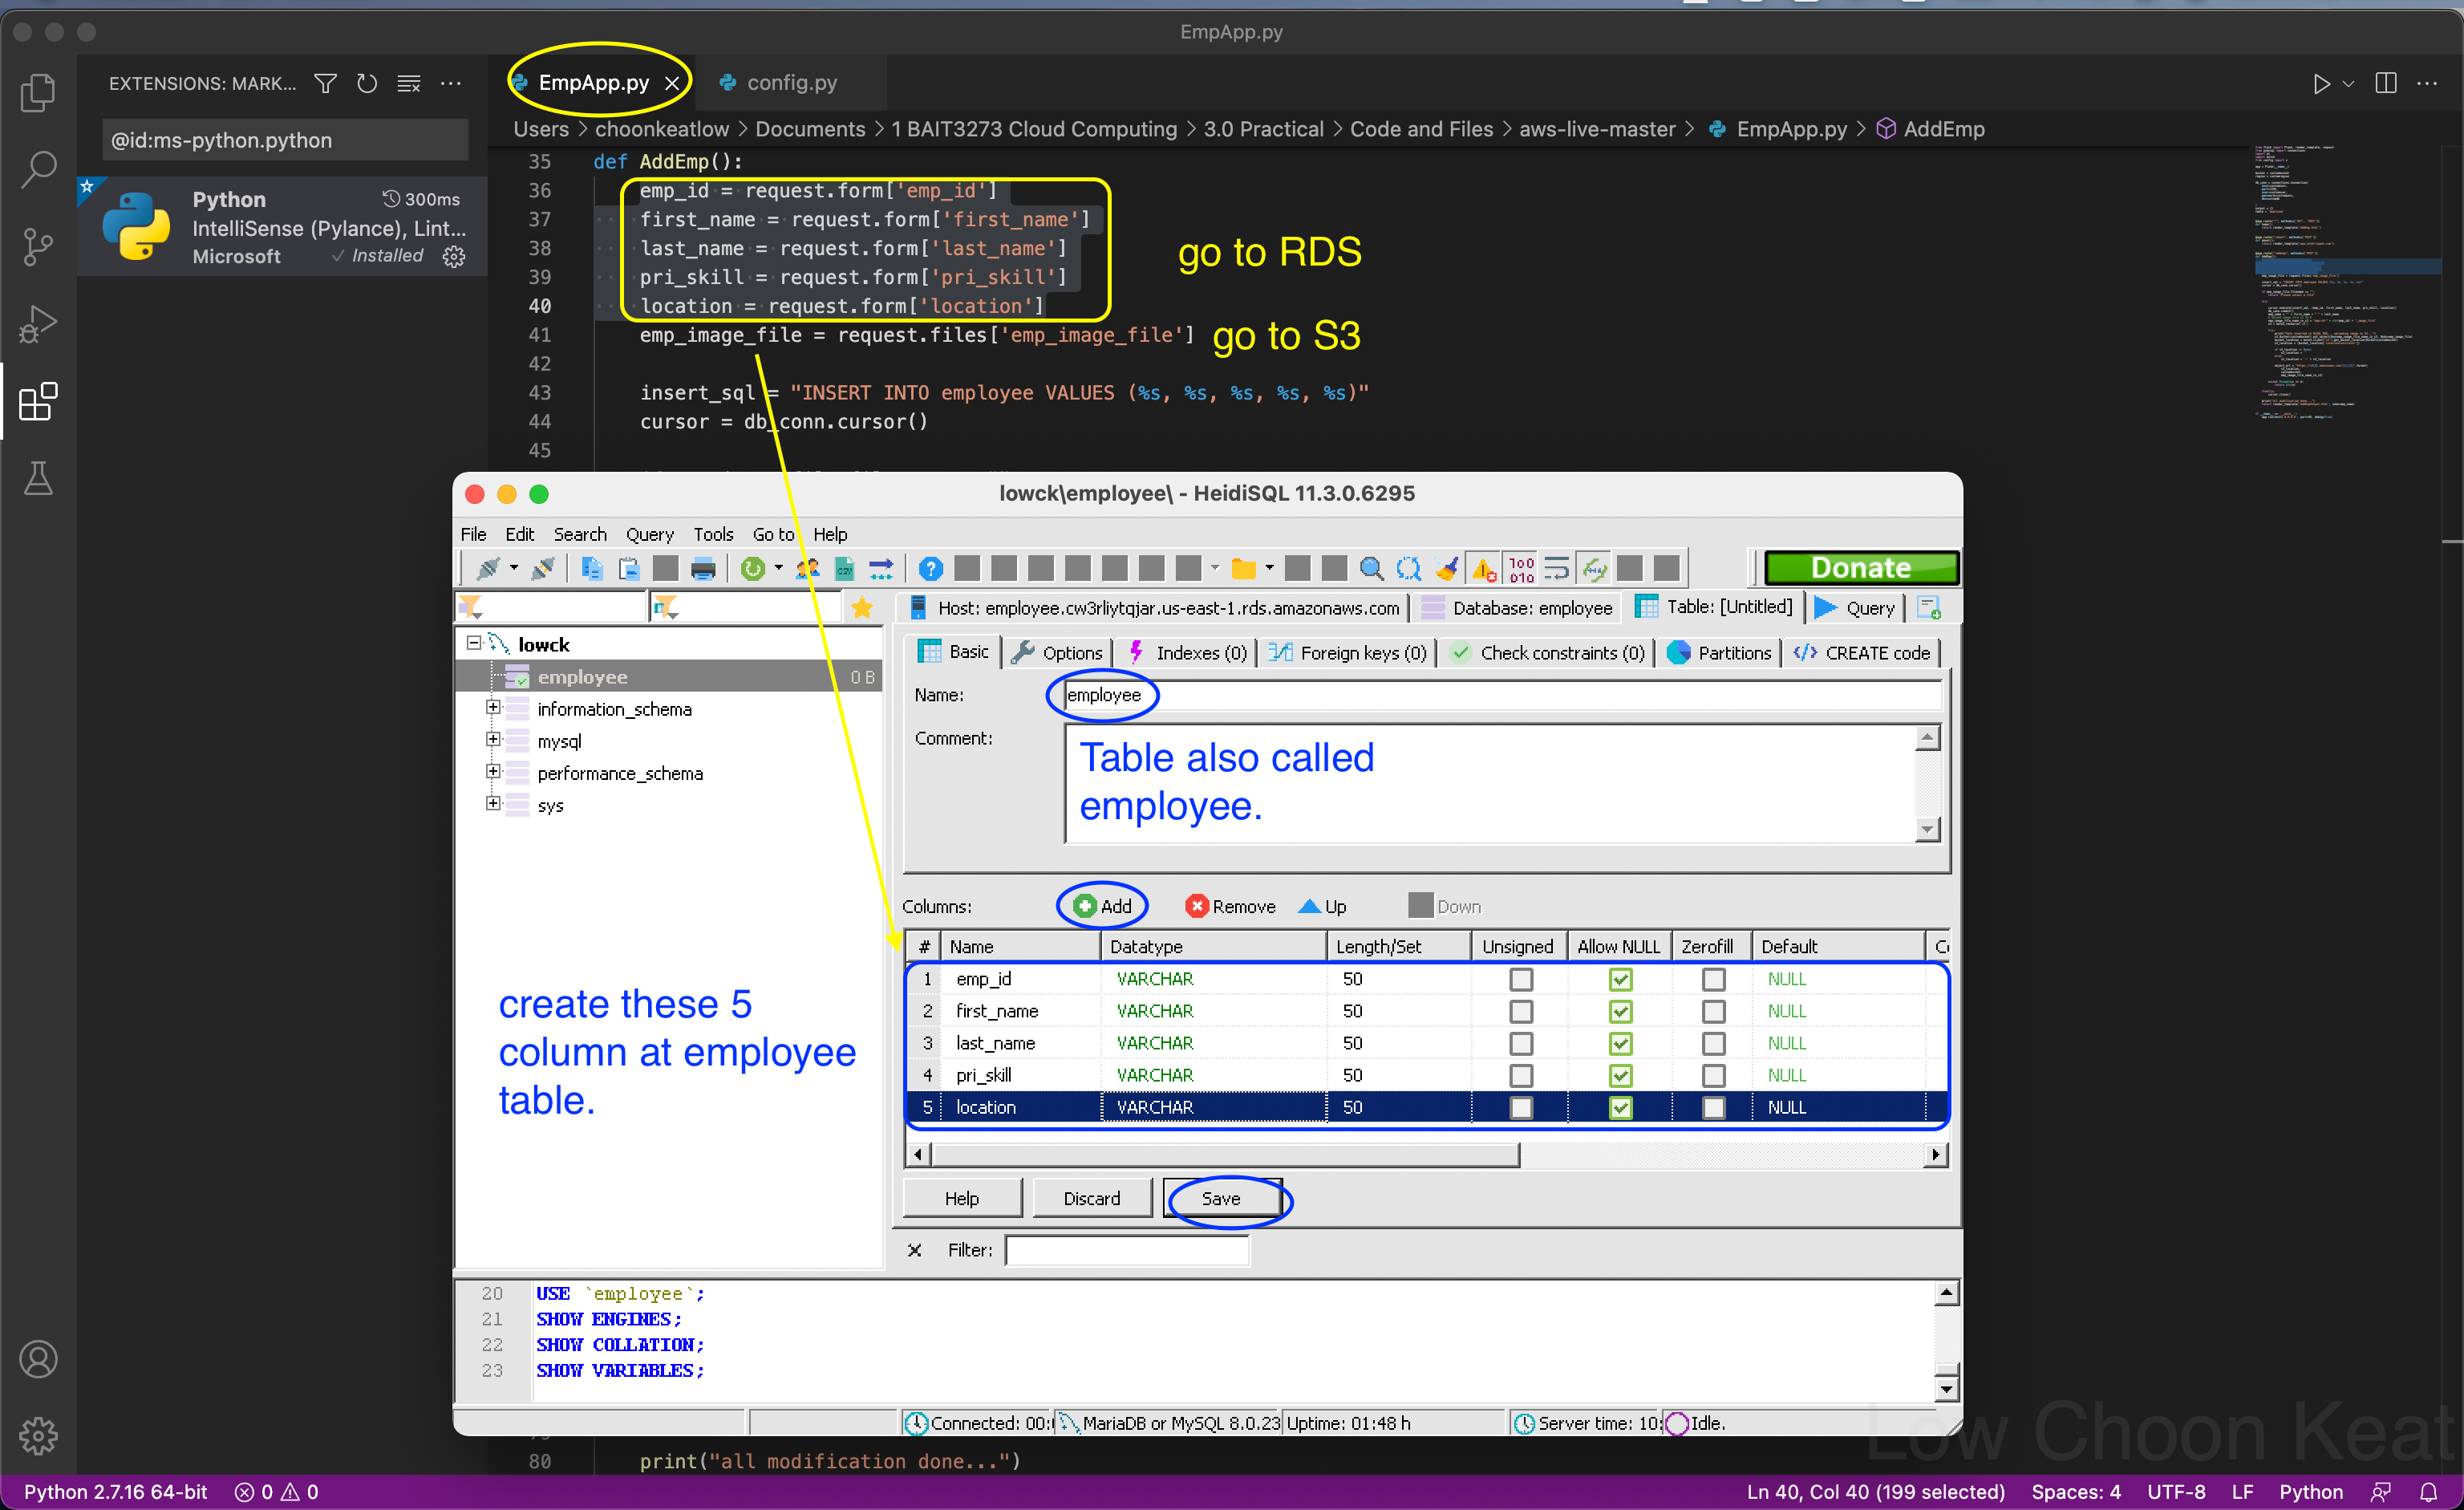 EmpApp.py
EXTENSIONS: MARK...
EmpApp.py
config.py
@id:ms-python.python
Users > choonkeatlow > Documents > 1 BAIT3273 Cloud Computing > 3.0 Practical > Code and Files > aws-live-master > EmpApp.py > AddEmp
Python 300ms
IntelliSense (Pylance), Lint...
Microsoft Installed
35 def AddEmp():
36 emp_id = request.form['emp_id']
37 first_name = request.form['first_name']
38 last_name = request.form['last_name']
39 pri_skill = request.form['pri_skill']
40 location = request.form['location']
go to RDS
41 emp_image_file = request.files['emp_image_file']
go to S3
42
43 insert_sql = "INSERT INTO employee VALUES (%s, %s, %s, %s, %s)"
44 cursor = db_conn.cursor()
45
lowck\employee\ - HeidiSQL 11.3.0.6295
File Edit Search Query Tools Go to Help
Donate
Host: employee.cw3rliytqjar.us-east-1.rds.amazonaws.com Database: employee Table: [Untitled] Query
lowck
employee 0 B
information_schema
mysql
performance_schema
sys
Basic Options Indexes (0) Foreign keys (0) Check constraints (0) Partitions CREATE code
Name: employee
Comment:
Table also called
employee.
Columns: Add Remove Up Down
# Name Datatype Length/Set Unsigned Allow NULL Zerofill Default
1 emp_id VARCHAR 50 NULL
2 first_name VARCHAR 50 NULL
3 last_name VARCHAR 50 NULL
4 pri_skill VARCHAR 50 NULL
5 location VARCHAR 50 NULL
create these 5
column at employee
table.
Help Discard Save
Filter:
20 USE `employee`;
21 SHOW ENGINES;
22 SHOW COLLATION;
23 SHOW VARIABLES;
Connected: 00: MariaDB or MySQL 8.0.23 Uptime: 01:48 h Server time: 10: Idle.
Low Choon Keat
80 print("all modification done...")
Python 2.7.16 64-bit 0 0 Ln 40, Col 40 (199 selected) Spaces: 4 UTF-8 LF Python